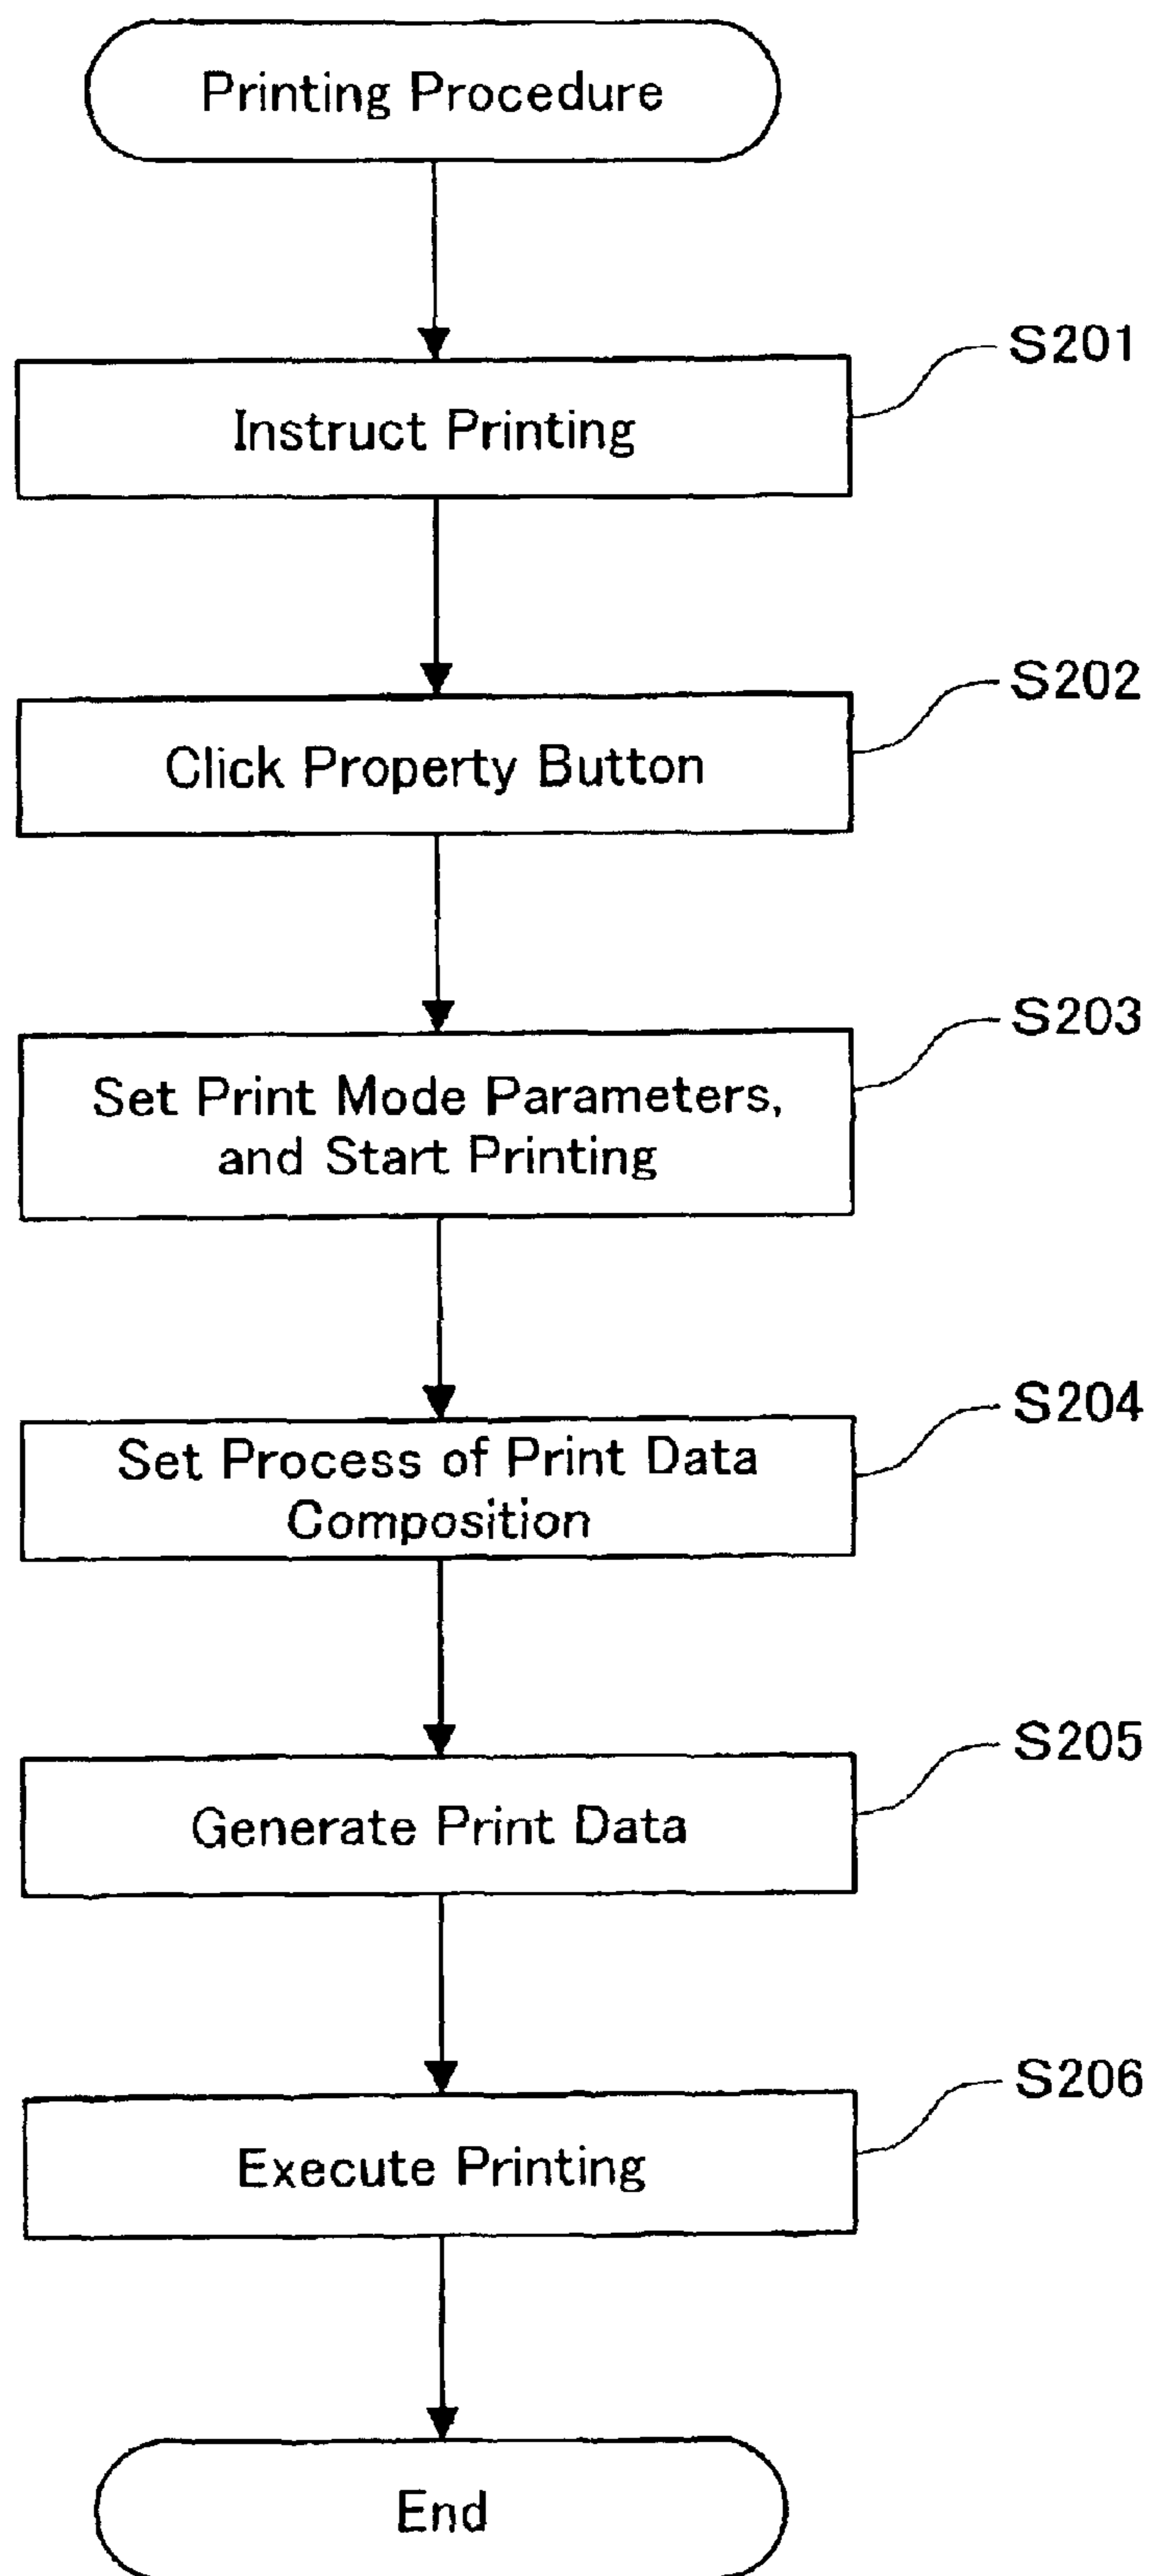 Printing Procedure
S201
Instruct Printing
S202
Click Property Button
S203
Set Print Mode Parameters,
and Start Printing
S204
Set Process of Print Data
Composition
S205
Generate Print Data
S206
Execute Printing
End